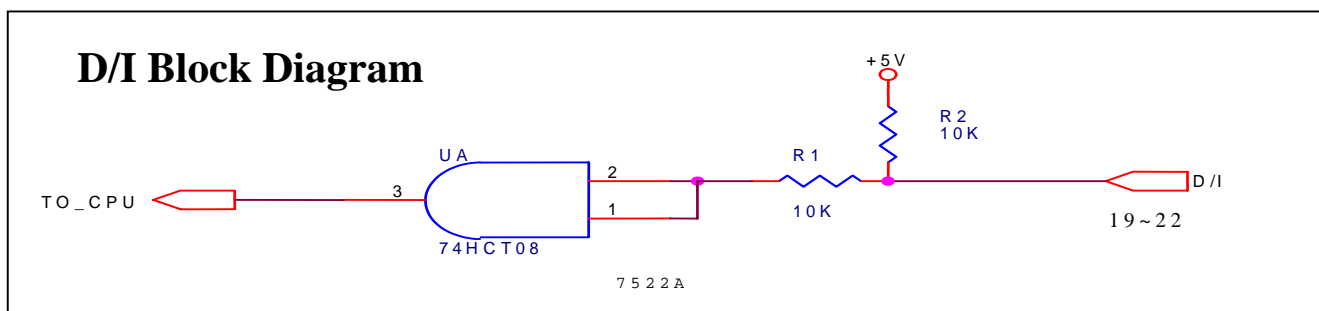 D/I Block Diagram
+5V
R2
10K
UA
R1
2
D/I
3
TO_CPU
1
10K
19~22
74HCT08
7522A